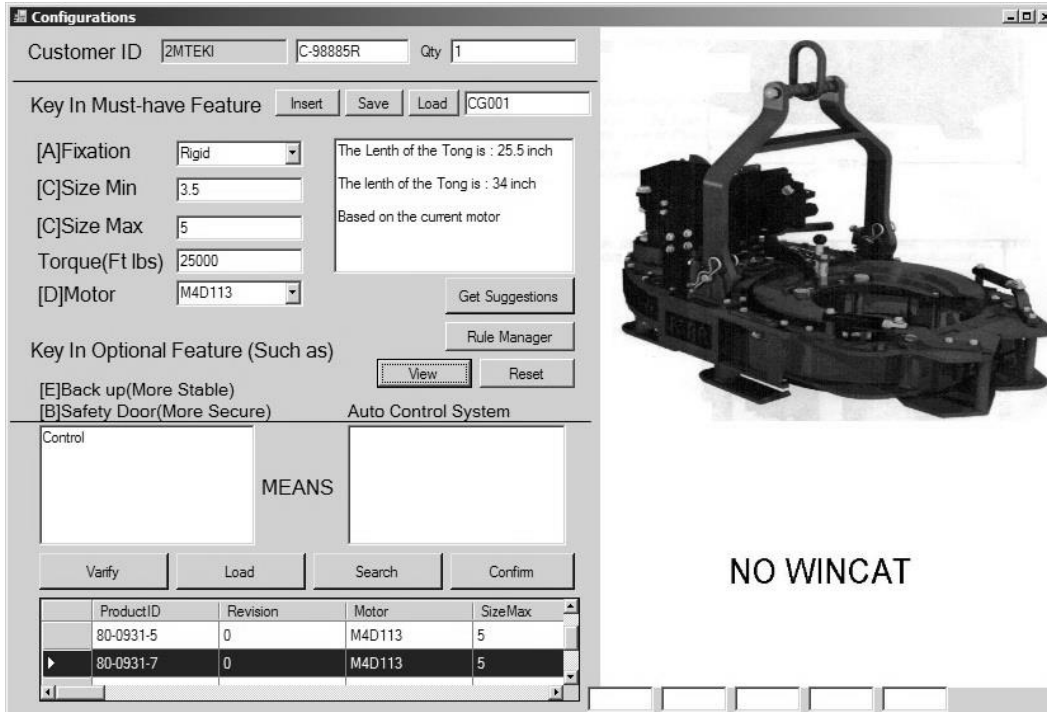 Configurations
Customer ID 2MTEKI C-98885R Qty 1
Key In Must-have Feature Insert Save Load CG001
[A]Fixation Rigid
[C]Size Min 3.5
[C]Size Max 5
Torque(Ft lbs) 25000
[D]Motor M4D113
The Lenth of the Tong is : 25.5 inch
The lenth of the Tong is : 34 inch
Based on the current motor
Get Suggestions
Rule Manager
Key In Optional Feature (Such as)
View Reset
[E]Back up(More Stable)
[B]Safety Door(More Secure) Auto Control System
Control
MEANS
Varify Load Search Confirm
ProductID Revision Motor SizeMax
80-0931-5 0 M4D113 5
80-0931-7 0 M4D113 5
NO WINCAT